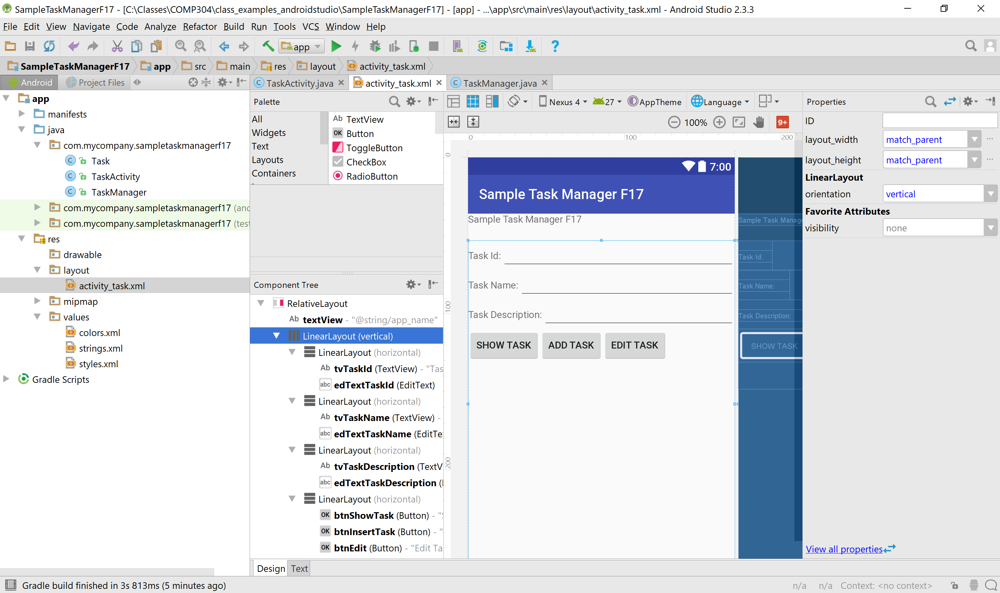 SampleTaskManagerF17 - [C:\Classes\COMP304\class_examples_androidstudio\SampleTaskManagerF17] - [app] - ...\app\src\main\res\layout\activity_task.xml - Android Studio 2.3.3
File Edit View Navigate Code Analyze Refactor Build Run Tools VCS Window Help
app
SampleTaskManagerF17 app src main res layout activity_task.xml
Android Project Files
TaskActivity.java activity_task.xml TaskManager.java
app
manifests
java
com.mycompany.sampletaskmanagerf17
Task
TaskActivity
TaskManager
com.mycompany.sampletaskmanagerf17 (and
com.mycompany.sampletaskmanagerf17 (test
res
drawable
layout
activity_task.xml
mipmap
values
colors.xml
strings.xml
styles.xml
Gradle Scripts
Palette
All
Widgets
Text
Layouts
Containers
Ab TextView
OK Button
ToggleButton
CheckBox
RadioButton
Component Tree
RelativeLayout
Ab textView - "@string/app_name"
LinearLayout (vertical)
LinearLayout (horizontal)
Ab tvTaskId (TextView) - "Tas
abc edTextTaskId (EditText)
LinearLayout (horizontal)
Ab tvTaskName (TextView) -
abc edTextTaskName (EditTe
LinearLayout (horizontal)
Ab tvTaskDescription (TextV
abc edTextTaskDescription (
LinearLayout (horizontal)
OK btnShowTask (Button) - "S
OK btnInsertTask (Button) - "
OK btnEdit (Button) - "Edit Ta
Design Text
Nexus 4 27 AppTheme Language
100% 9+
0 100 200
0
100
200
7:00
Sample Task Manager F17
Sample Task Manager F17
Task Id:
Task Name:
Task Description:
SHOW TASK ADD TASK EDIT TASK
Sample Task Manage
Task Id:
Task Name:
Task Description:
SHOW TASK
Properties
ID
layout_width match_parent ...
layout_height match_parent ...
LinearLayout
orientation vertical
Favorite Attributes
visibility none
View all properties
Gradle build finished in 3s 813ms (5 minutes ago)
n/a n/a Context: <no context>